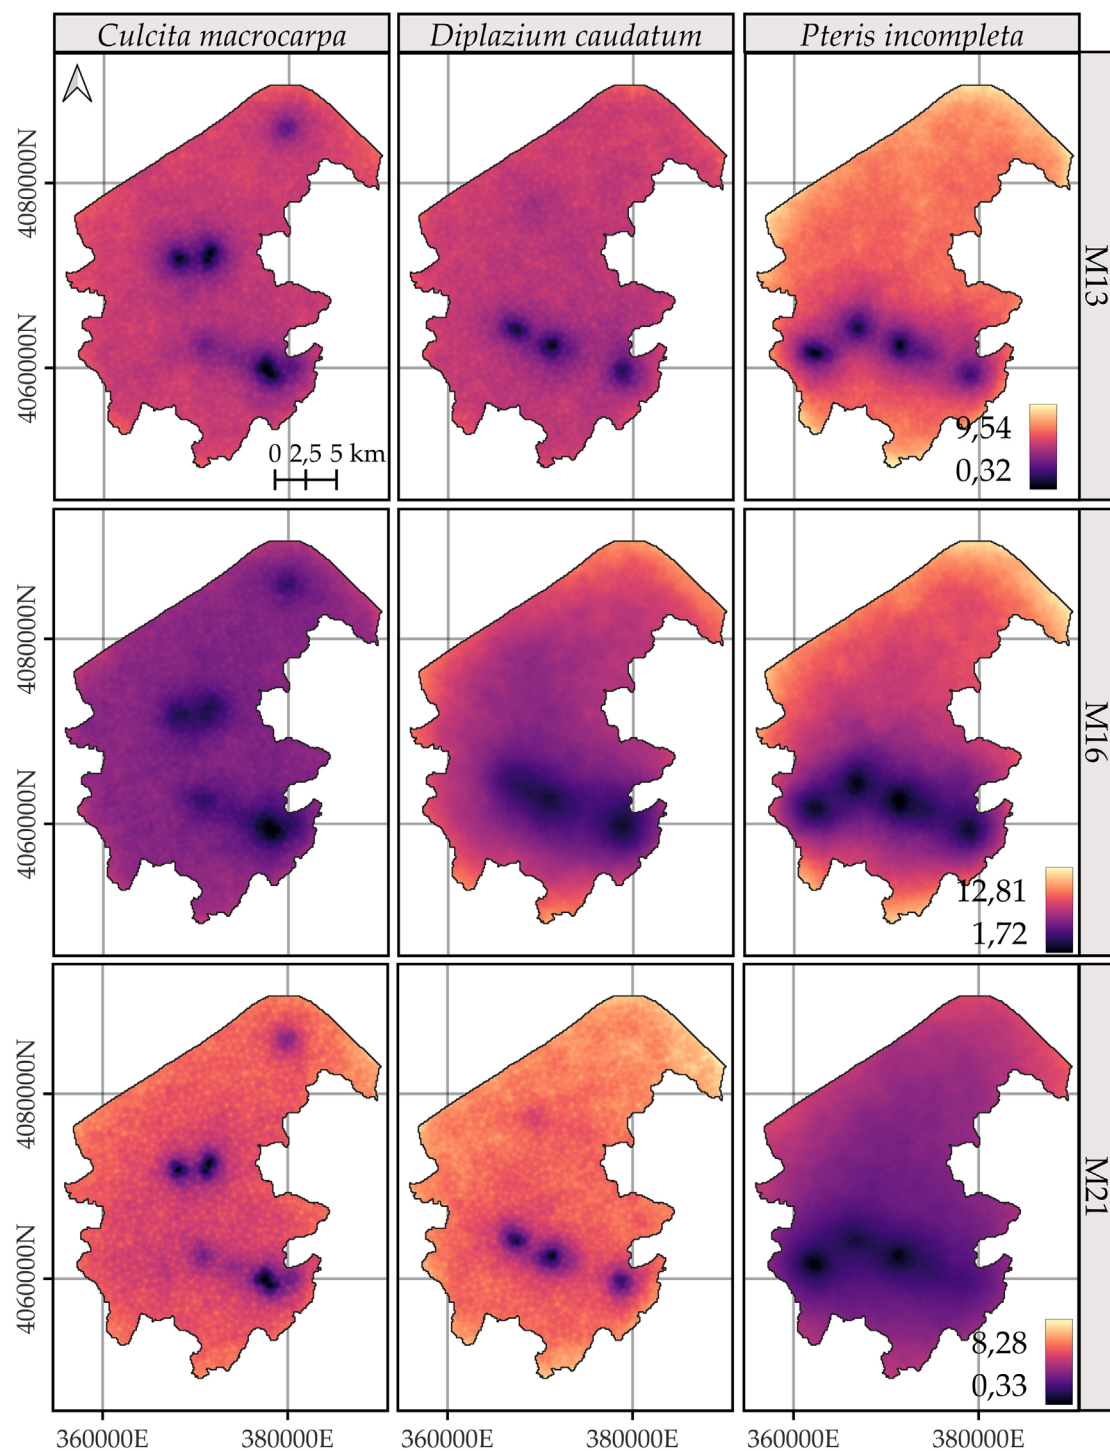 Culcita macrocarpa
Diplazium caudatum
Pteris incompleta
4080000N
4060000N
0 2,5 5 km
9,54
0,32
M13
4080000N
4060000N
12,81
1,72
M16
4080000N
4060000N
8,28
0,33
M21
360000E 380000E 360000E 380000E 360000E 380000E